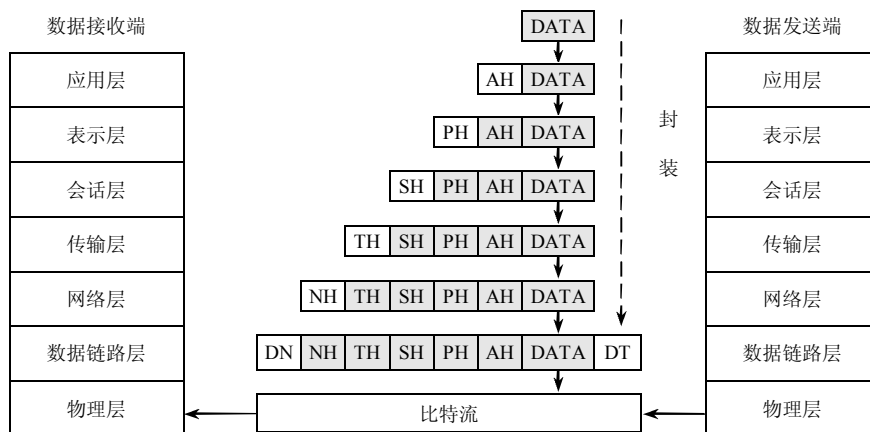 数据接收端 DATA 数据发送端
应用层 AH DATA 应用层
表示层 PH AH DATA 封 表示层
会话层 SH PH AH DATA 装 会话层
传输层 TH SH PH AH DATA 传输层
网络层 NH TH SH PH AH DATA 网络层
数据链路层 DN NH TH SH PH AH DATA DT 数据链路层
物理层 比特流 物理层